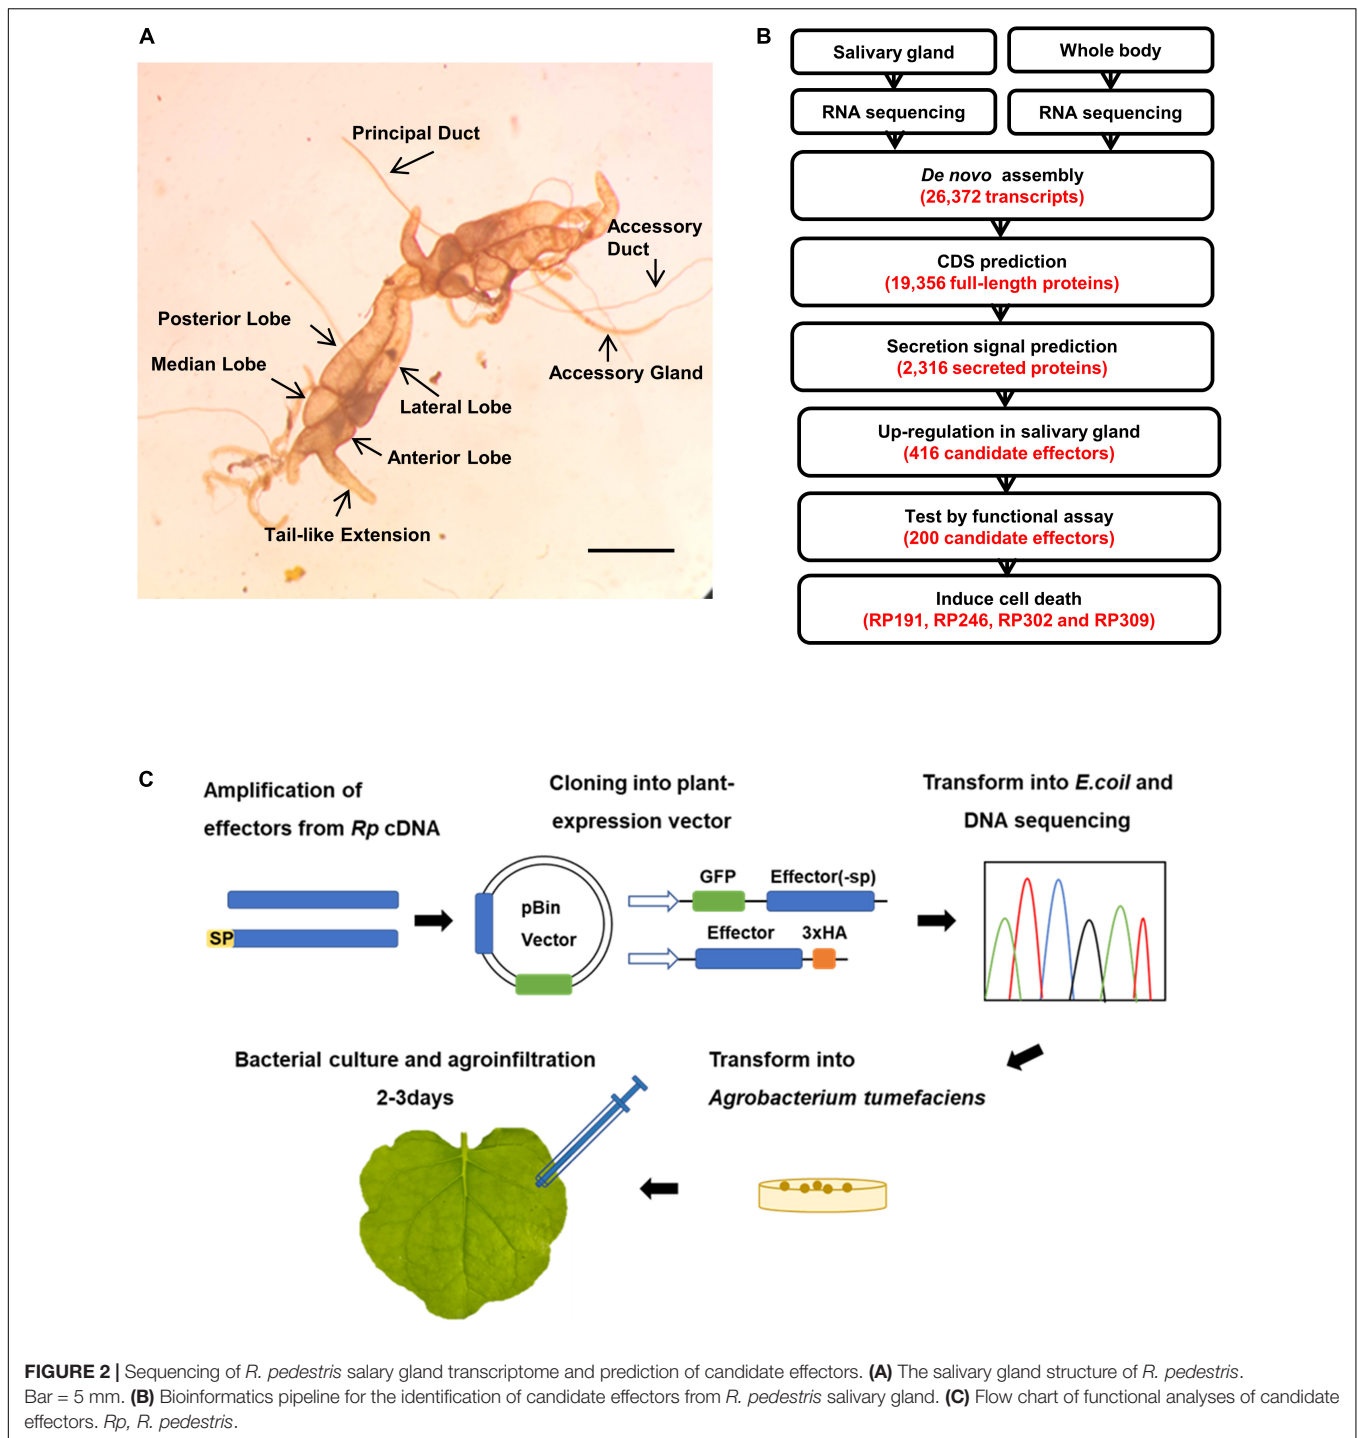 A
Principal Duct
Accessory
Duct
Posterior Lobe
Median Lobe
Accessory Gland
Lateral Lobe
Anterior Lobe
Tail-like Extension
B
Salivary gland
Whole body
RNA sequencing
RNA sequencing
De novo assembly
(26,372 transcripts)
CDS prediction
(19,356 full-length proteins)
Secretion signal prediction
(2,316 secreted proteins)
Up-regulation in salivary gland
(416 candidate effectors)
Test by functional assay
(200 candidate effectors)
Induce cell death
(RP191, RP246, RP302 and RP309)
C
Amplification of
effectors from Rp cDNA
SP
Cloning into plant-
expression vector
pBin
Vector
GFP
Effector(-sp)
Effector
3xHA
Transform into E.coil and
DNA sequencing
Transform into
Agrobacterium tumefaciens
Bacterial culture and agroinfiltration
2-3days
FIGURE 2 | Sequencing of R. pedestris salary gland transcriptome and prediction of candidate effectors. (A) The salivary gland structure of R. pedestris.
Bar = 5 mm. (B) Bioinformatics pipeline for the identification of candidate effectors from R. pedestris salivary gland. (C) Flow chart of functional analyses of candidate
effectors. Rp, R. pedestris.